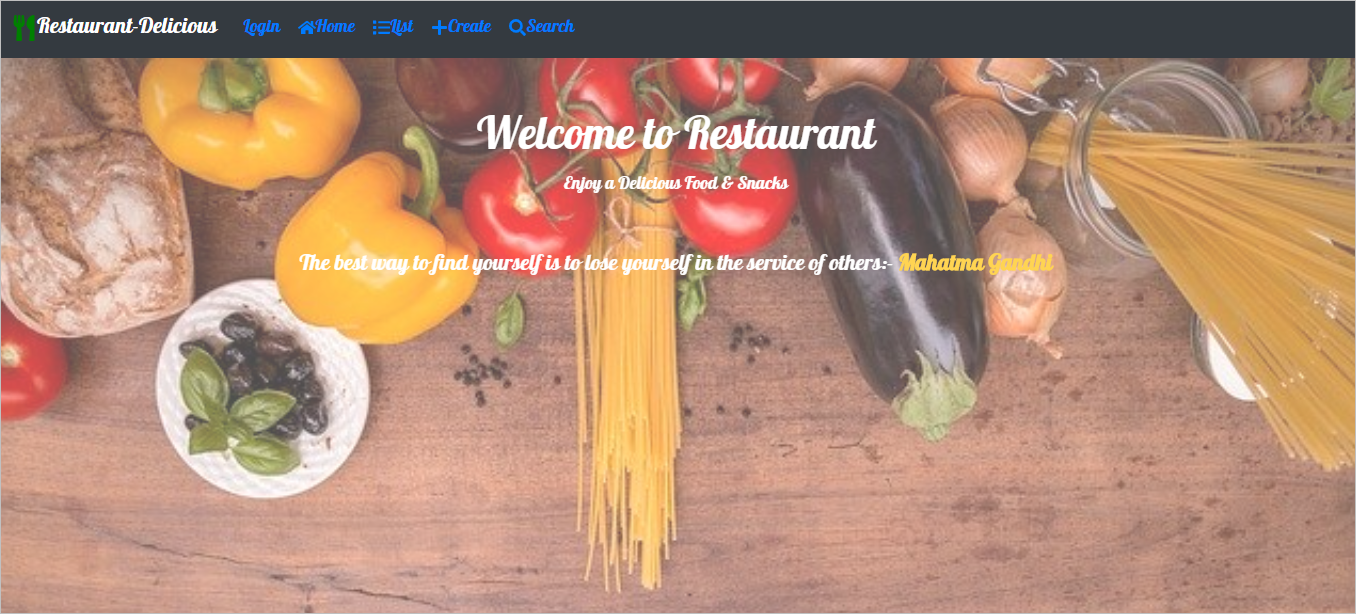 Restaurant-Delicious Login Home List Create Search
Welcome to Restaurant
Enjoy a Delicious Food & Snacks
The best way to find yourself is to lose yourself in the service of others:- Mahatma Gandhi